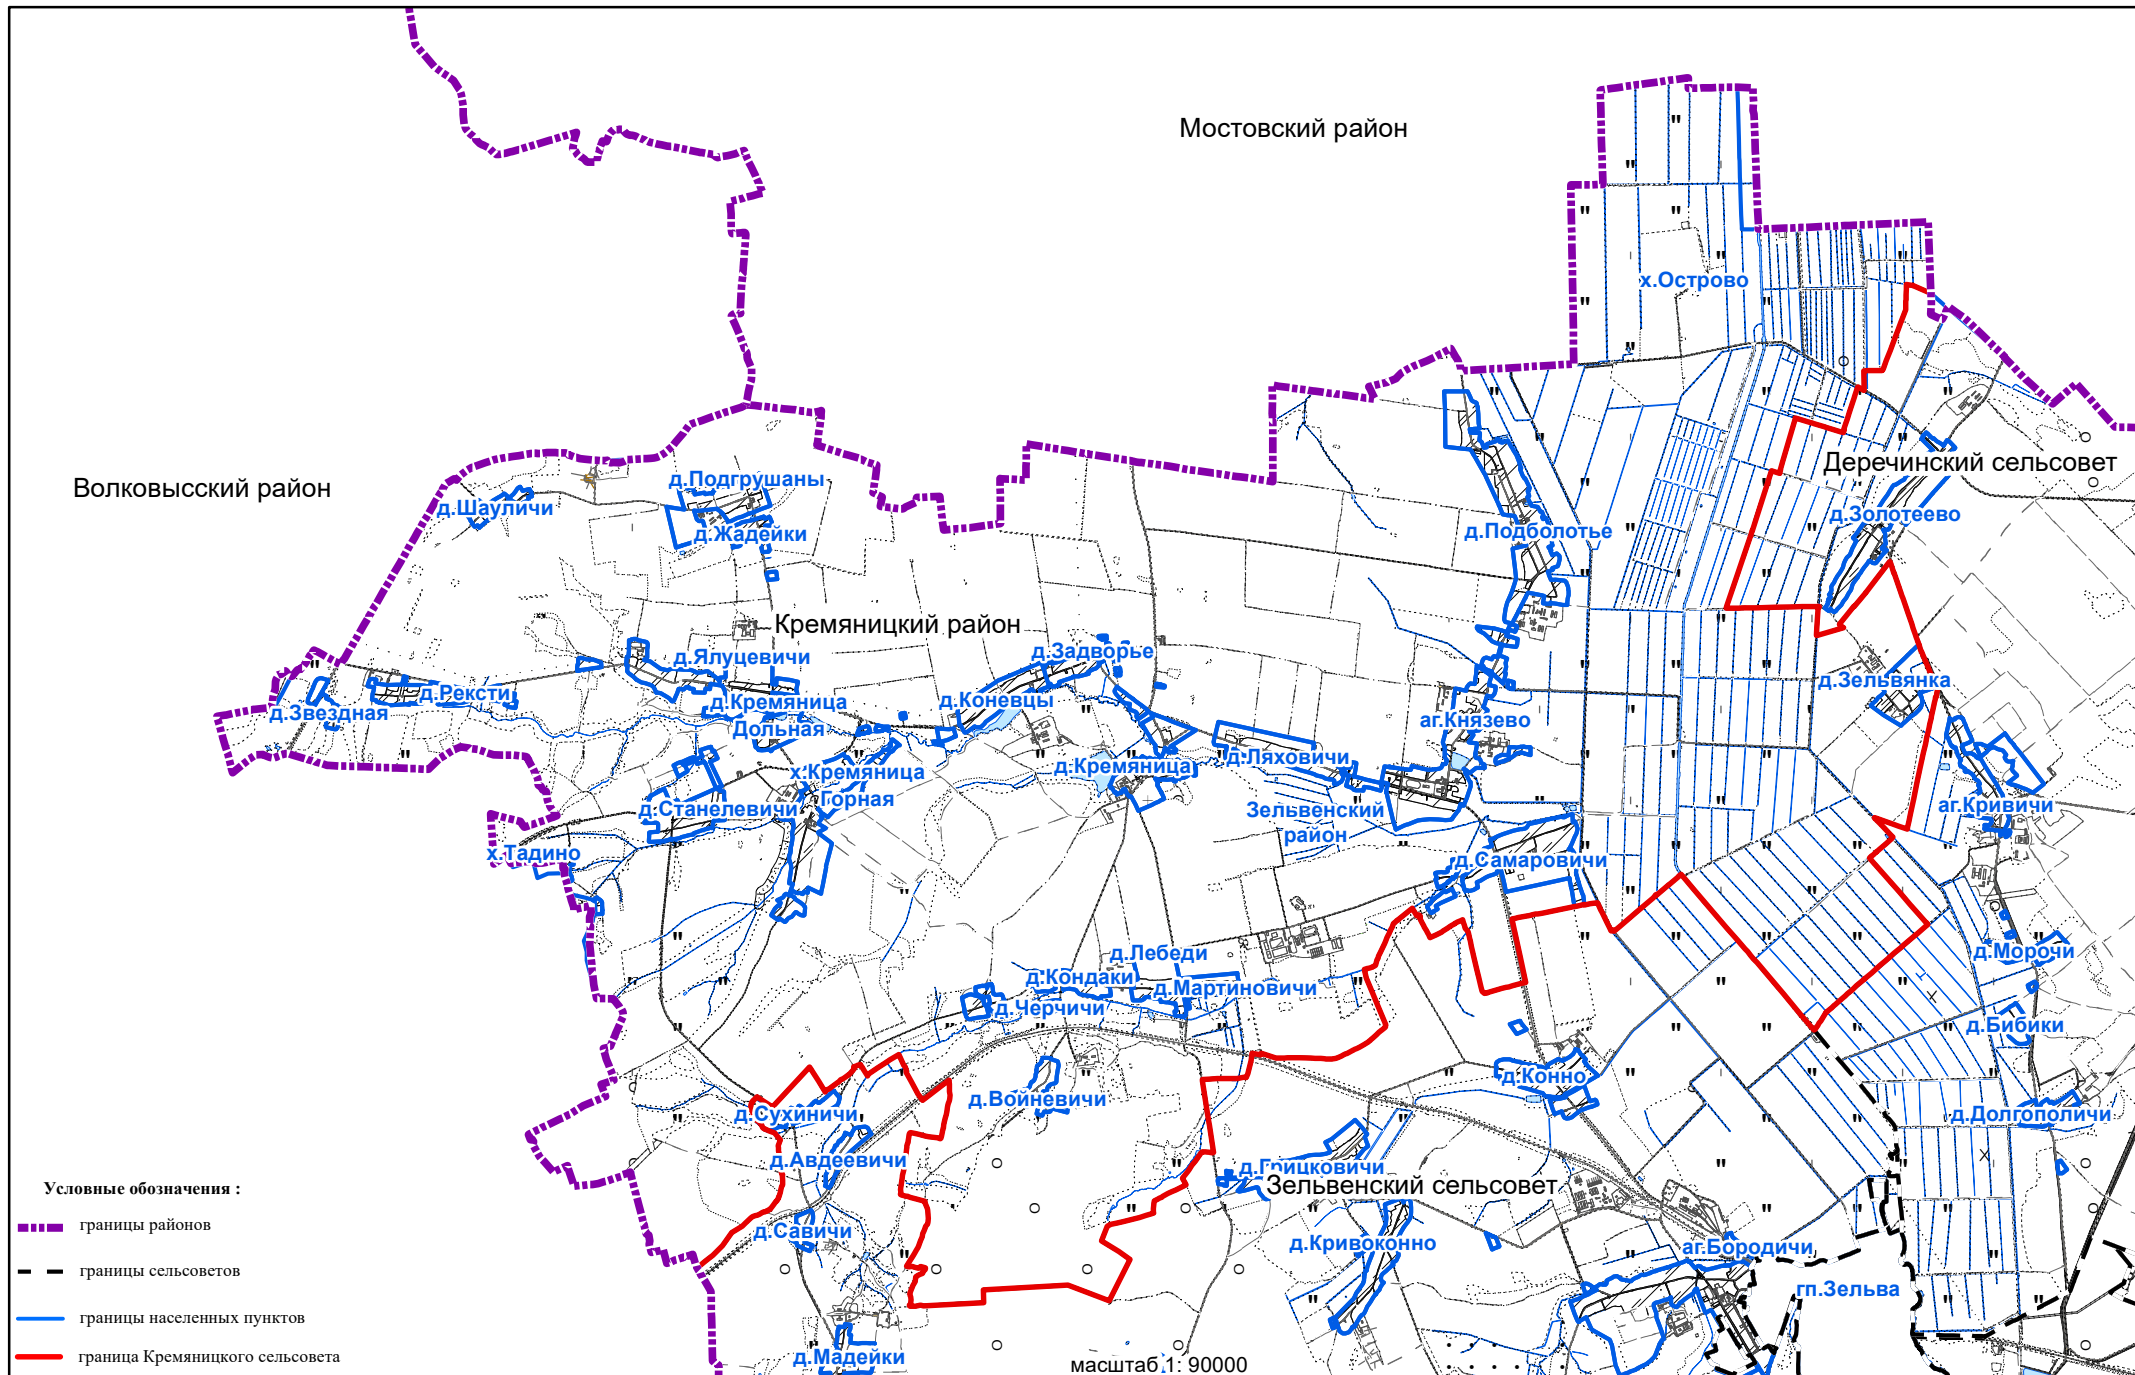 Мостовский район
х.Острово
Деречинский сельсовет
Волковысский район
д.Подгрушаны
д.Шауличи
д.Жадейки
д.Золотеево
д.Подболотье
Кремяницкий район
д.Задворье
д.Ялуцевичи
д.Зельвянка
д.Рексти
д.Кремяница
Дольная
д.Коневцы
д.Звездная
аг.Князево
д.Ляховичи
д.Кремяница
х.Кремяница
Горная
д.Станелевичи
Зельвенский
район
аг.Кривичи
х.Тадино
д.Самаровичи
д.Лебеди
д.Морочи
д.Кондаки
д.Мартиновичи
д.Черчичи
д.Бибики
д.Конно
д.Войневичи
д.Сухиничи
д.Долгополичи
д.Авдеевичи
д.Грицковичи
Зельвенский сельсовет
д.Савичи
д.Кривоконно
аг.Бородичи
гп.Зельва
д.Мадейки
масштаб 1: 90000
Условные обозначения :
границы районов
границы сельсоветов
границы населенных пунктов
граница Кремяницкого сельсовета